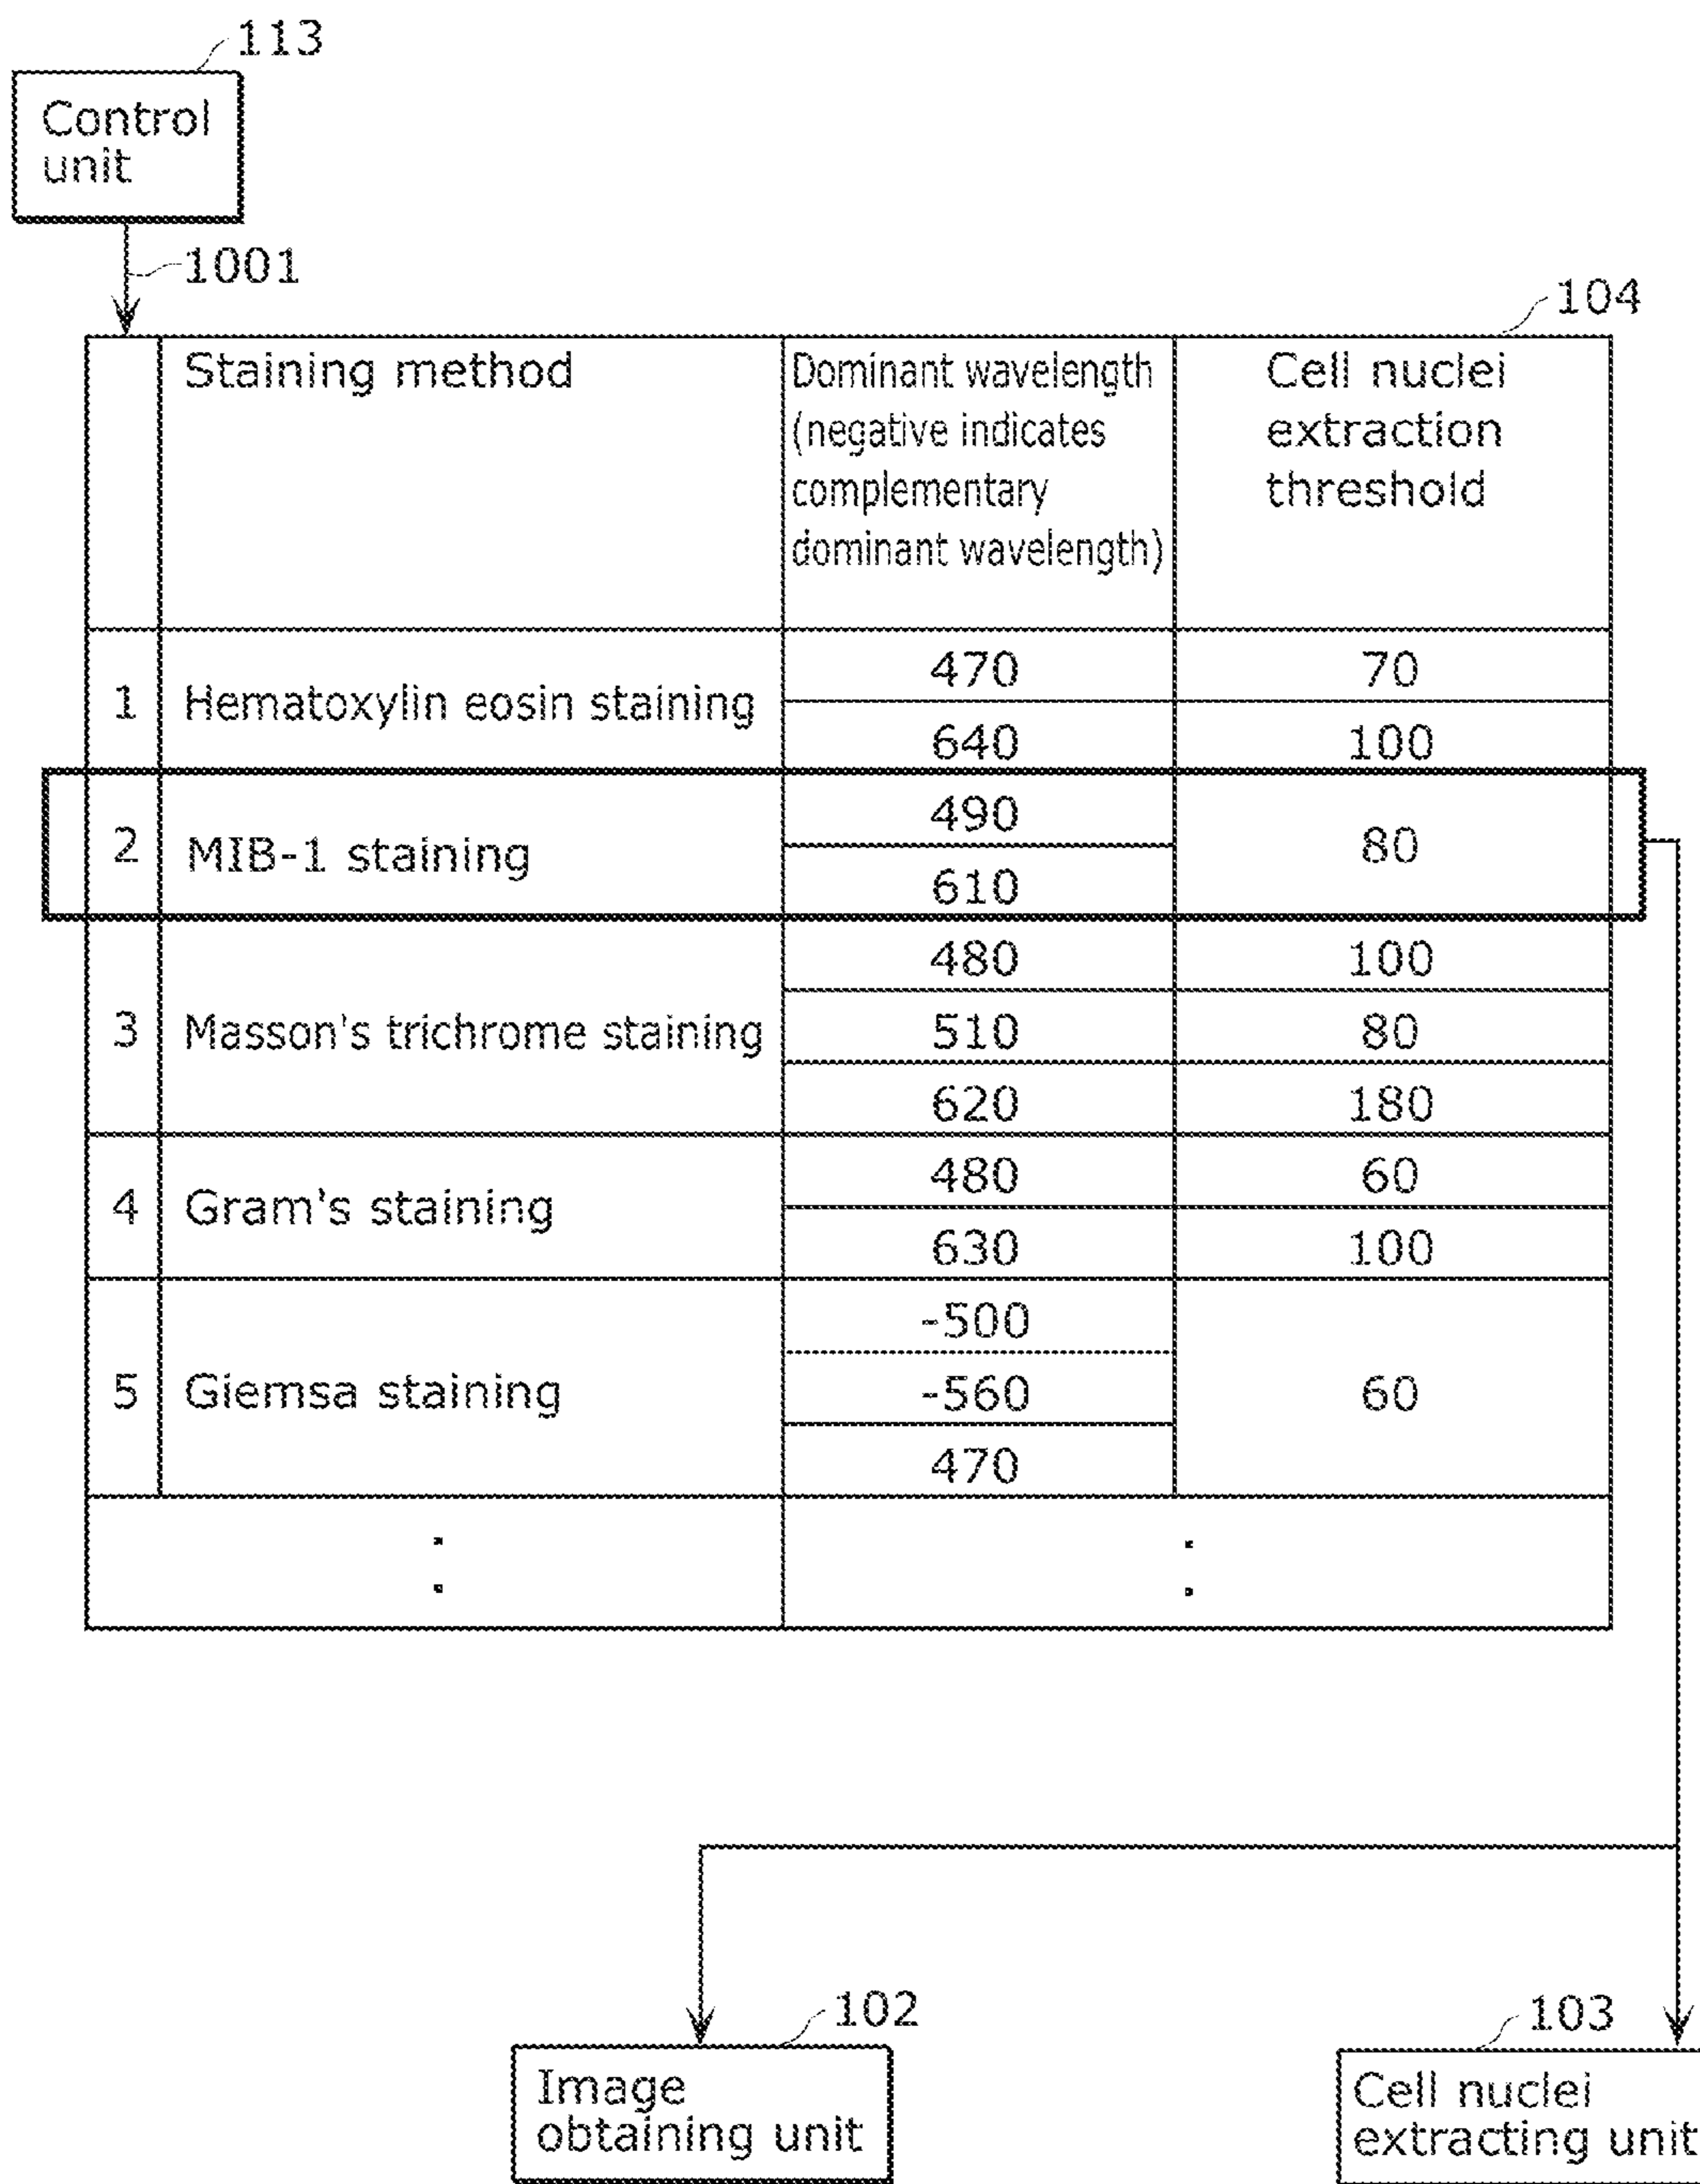 113
Control
unit
1001
104
Staining method
Dominant wavelength
(negative indicates
complementary
dominant wavelength)
Cell nuclei
extraction
threshold
1 Hematoxylin eosin staining
470 70
640 100
2 MIB-1 staining
490
610
80
3 Masson's trichrome staining
480 100
510 80
620 180
4 Gram's staining
480 60
630 100
5 Giemsa staining
-500
-560
470
60
:
:
102
Image
obtaining unit
103
Cell nuclei
extracting unit